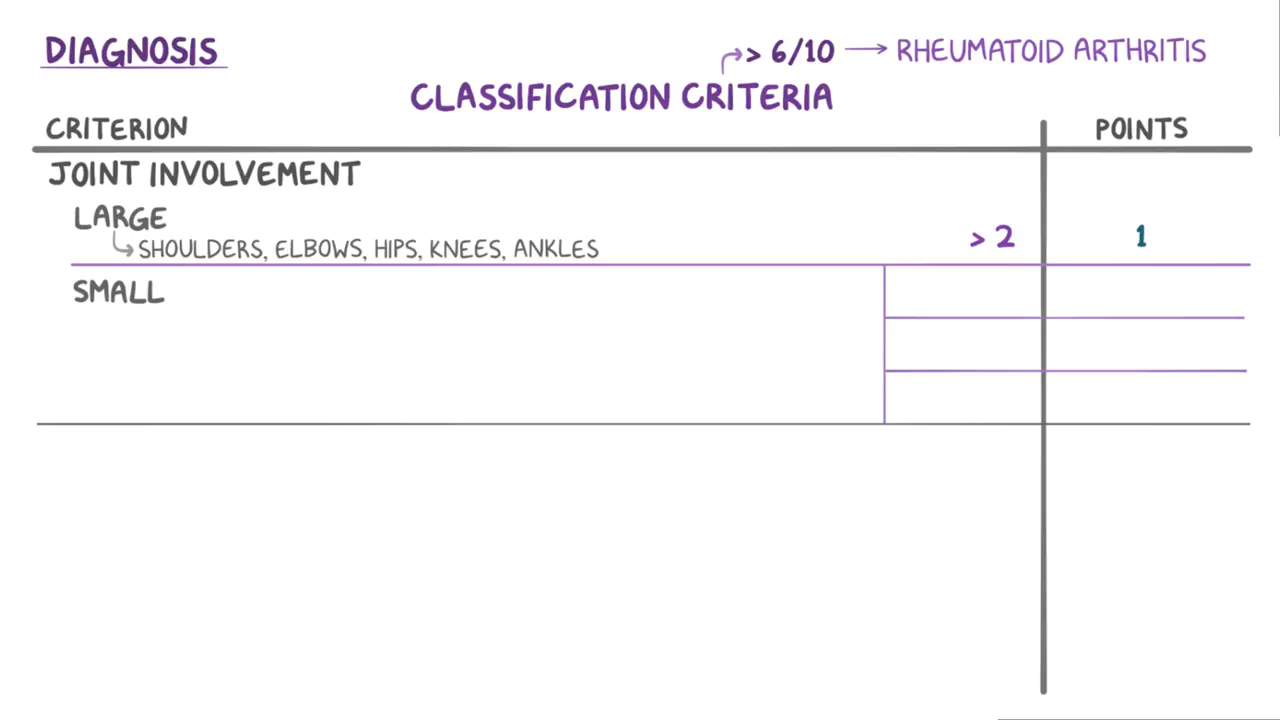 DIAGNOSIS
> 6/10 → RHEUMATOID ARTHRITIS
CLASSIFICATION CRITERIA
CRITERION POINTS
JOINT INVOLVEMENT
LARGE
SHOULDERS, ELBOWS, HIPS, KNEES, ANKLES > 2 1
SMALL